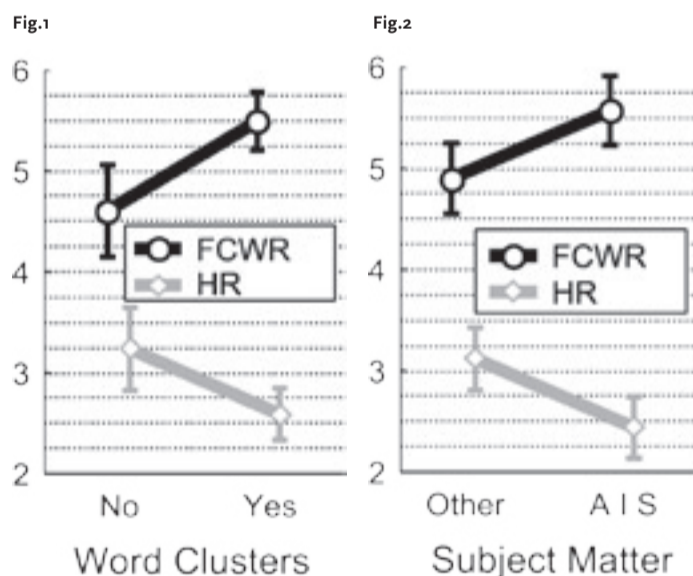 Fig.1
6
5
4
3
2
FCWR
HR
No Yes
Word Clusters
Fig.2
6
5
4
3
2
FCWR
HR
Other A I S
Subject Matter